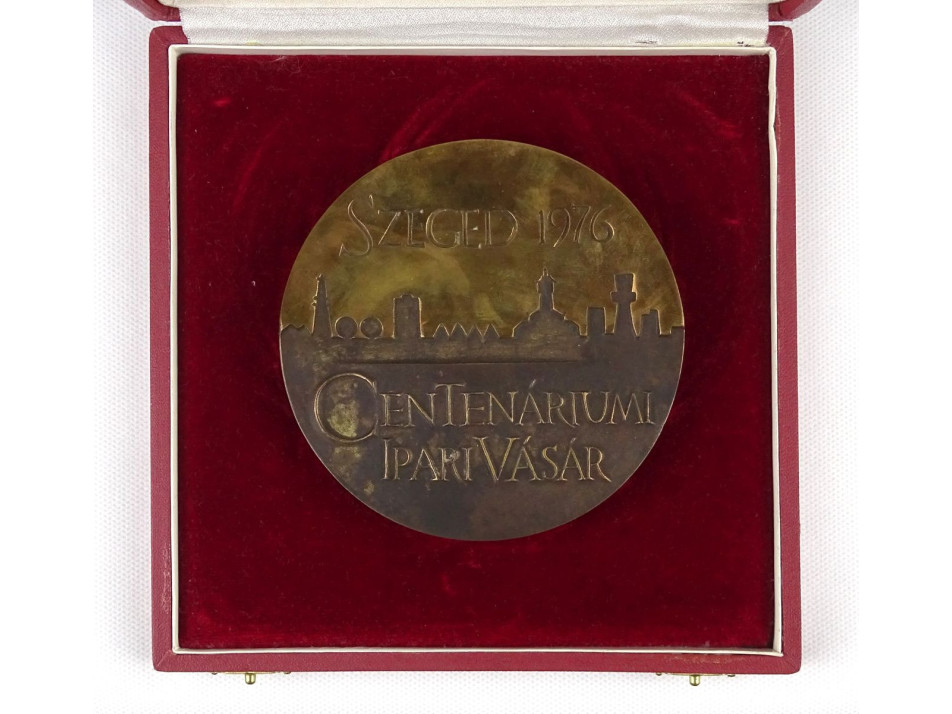 SZEGED 1976
CENTENÁRIUMI
IPARI VÁSÁR